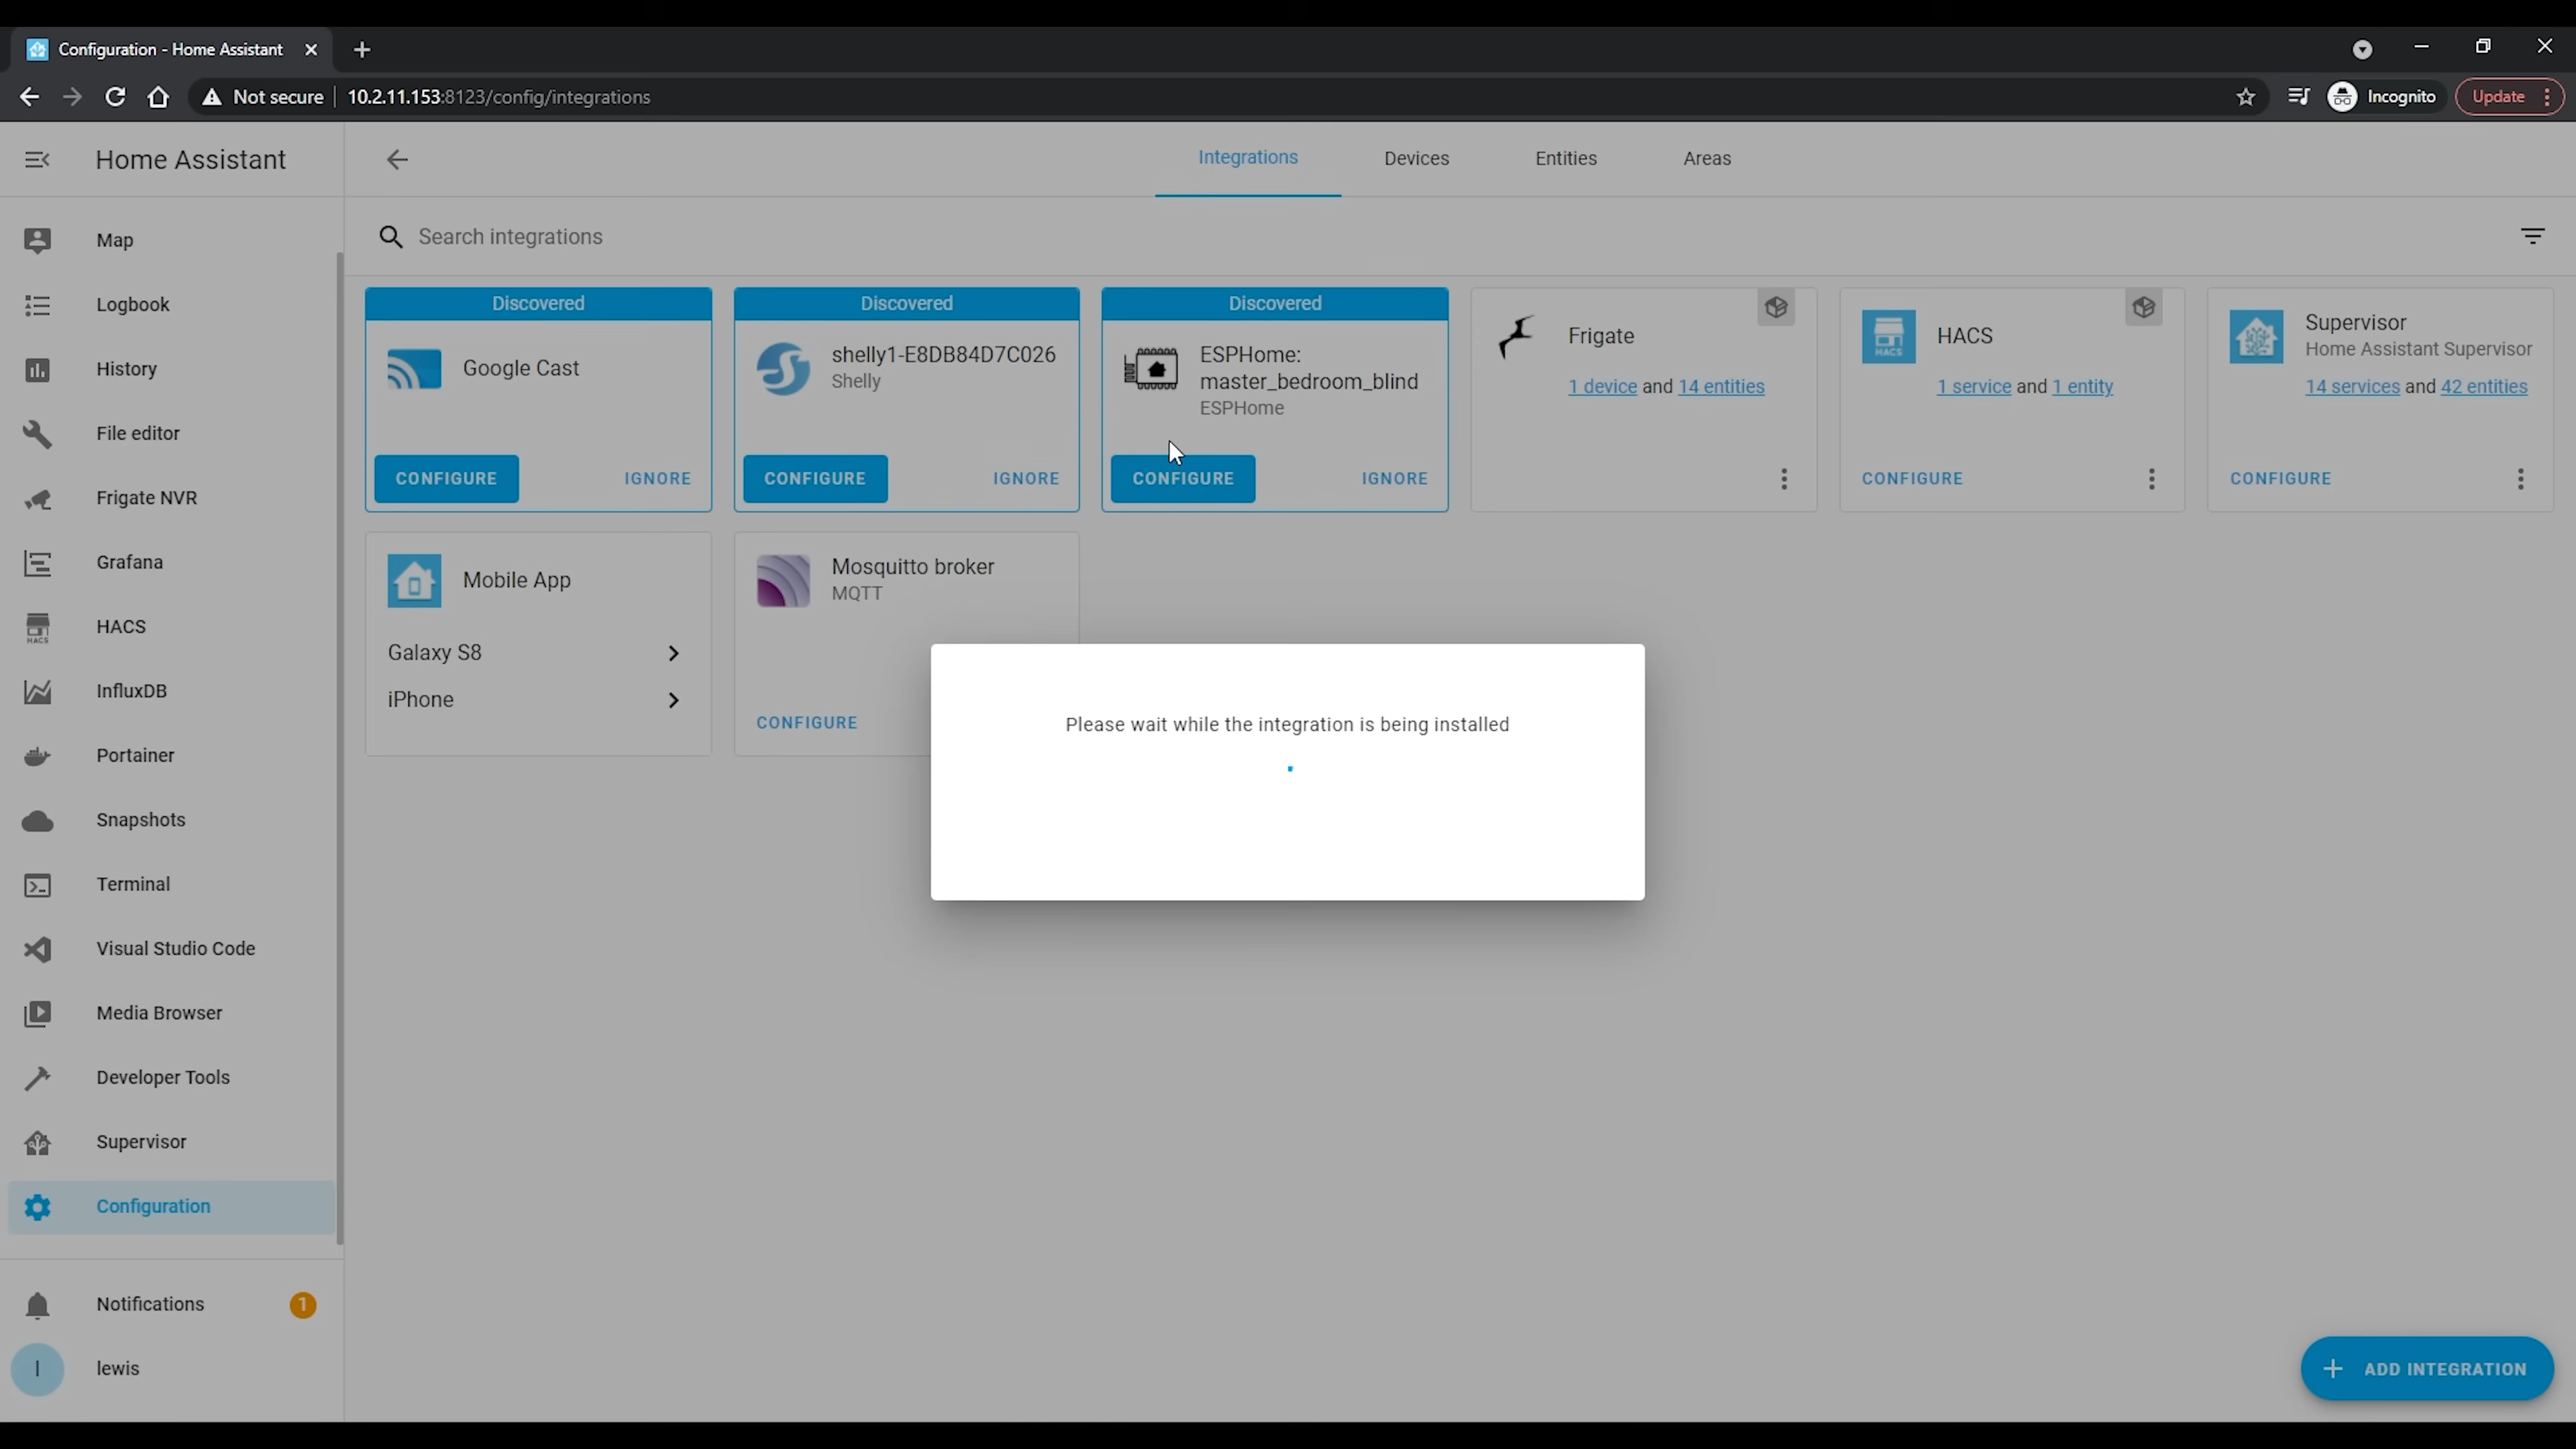 Configuration - Home Assistant
Not secure
10.2.11.153:8123/config/integrations
Incognito
Update
Home Assistant
Integrations
Devices
Entities
Areas
Map
Logbook
History
File editor
Frigate NVR
Grafana
HACS
InfluxDB
Portainer
Snapshots
Terminal
Visual Studio Code
Media Browser
Developer Tools
Supervisor
Configuration
Notifications
1
l
lewis
Search integrations
Discovered
Google Cast
CONFIGURE
IGNORE
Discovered
shelly1-E8DB84D7C026
Shelly
CONFIGURE
IGNORE
Discovered
ESPHome:
master_bedroom_blind
ESPHome
CONFIGURE
IGNORE
Frigate
1 device and 14 entities
HACS
HACS
1 service and 1 entity
CONFIGURE
Supervisor
Home Assistant Supervisor
14 services and 42 entities
CONFIGURE
Mobile App
Galaxy S8
iPhone
Mosquitto broker
MQTT
CONFIGURE
Please wait while the integration is being installed
ADD INTEGRATION